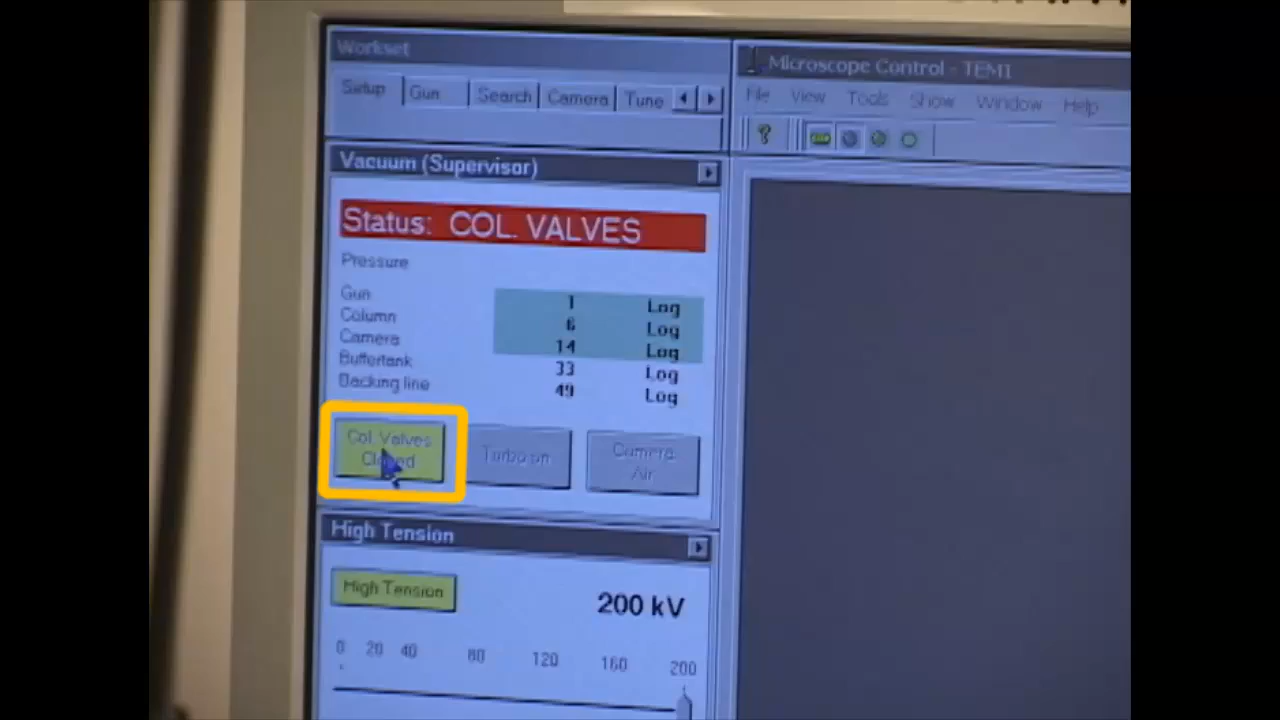 Workset
Setup Gun Search Camera Tune
Vacuum (Supervisor)
Status: COL. VALVES
Pressure
Gun 1 Log
Column 6 Log
Camera 14 Log
Buffertank 33 Log
Backing line 49 Log
Col. Valves
Closed
Turbo on
Camera
Air
High Tension
High Tension
200 kV
0 20 40 80 120 160 200
Microscope Control - TEM1
File View Tools Show Window Help
?